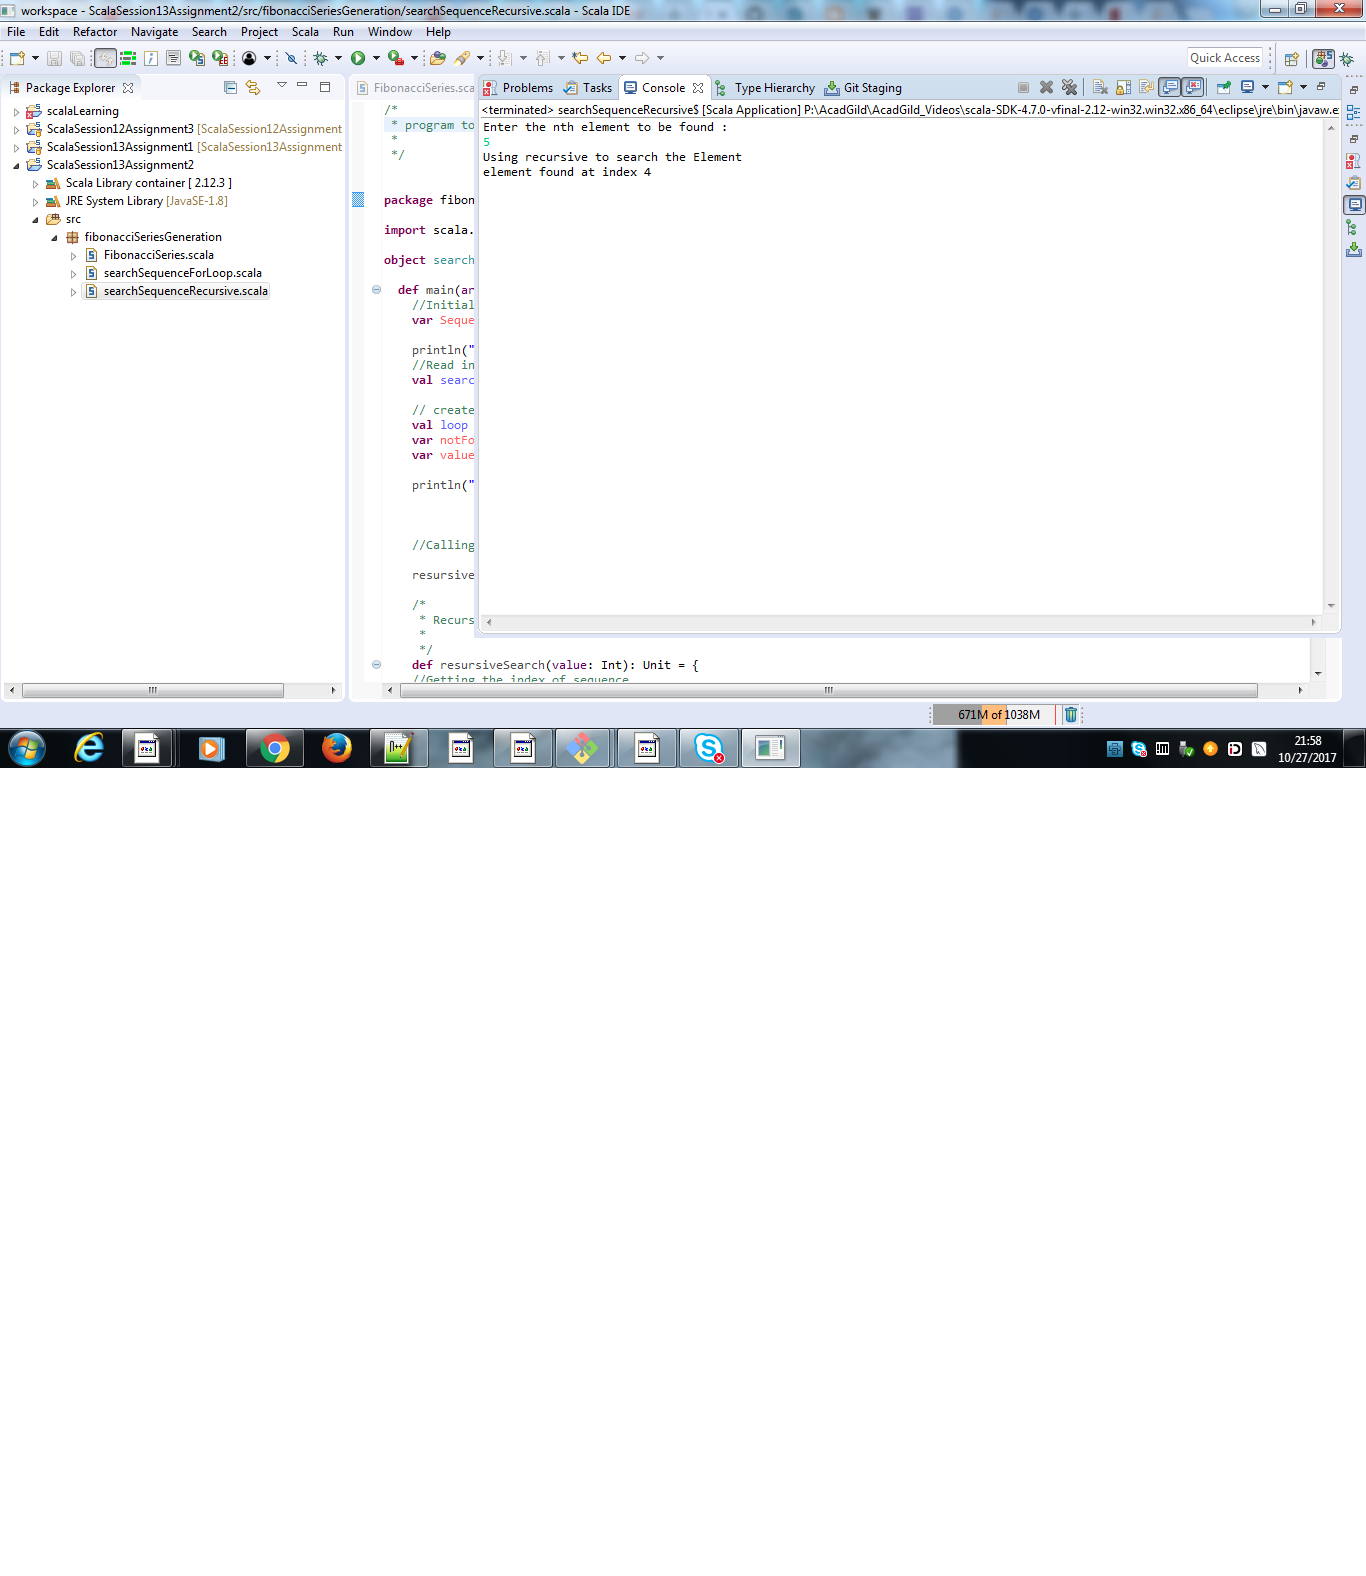 workspace - ScalaSession13Assignment2/src/fibonacciSeriesGeneration/searchSequenceRecursive.scala - Scala IDE
File Edit Refactor Navigate Search Project Scala Run Window Help
Quick Access
Package Explorer
scalaLearning
ScalaSession12Assignment3 [ScalaSession12Assignment
ScalaSession13Assignment1 [ScalaSession13Assignment
ScalaSession13Assignment2
Scala Library container [ 2.12.3 ]
JRE System Library [JavaSE-1.8]
src
fibonacciSeriesGeneration
FibonacciSeries.scala
searchSequenceForLoop.scala
searchSequenceRecursive.scala
FibonacciSeries.sca
/*
* program to
*
*/
package fibon
import scala.
object search
def main(ar
//Initial
var Seque
println("
//Read in
val searc
// create
val loop
var notFo
var value
println("
//Calling
resursive
/*
* Recurs
*
*/
def resursiveSearch(value: Int): Unit = {
//Getting the index of sequence
Problems Tasks Console Type Hierarchy Git Staging
<terminated> searchSequenceRecursive$ [Scala Application] P:\AcadGild\AcadGild_Videos\scala-SDK-4.7.0-vfinal-2.12-win32.win32.x86_64\eclipse\jre\bin\javaw.e
Enter the nth element to be found :
5
Using recursive to search the Element
element found at index 4
671M of 1038M
21:58
10/27/2017